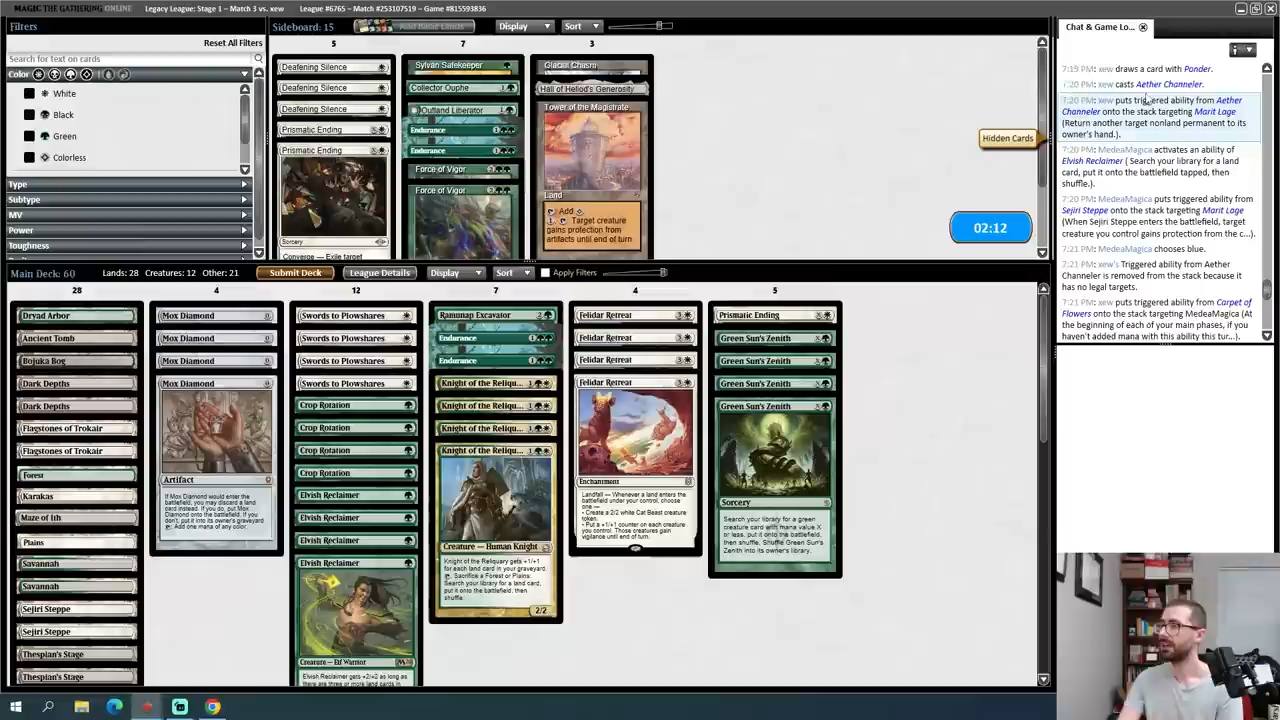 MAGIC THE GATHERING ONLINE
Legacy League: Stage 1 - Match 3 vs. xew
League #6765 - Match #253107519 - Game #815593836
Filters
Reset All Filters
Search for text on cards
Color
White
Black
Green
Colorless
Type
Subtype
MV
Power
Toughness
Sideboard: 15
Display
Sort
5
7
3
Deafening Silence
Deafening Silence
Deafening Silence
Prismatic Ending
Prismatic Ending
Sorcery
Converge — Exile target
Sylvan Safekeeper
Collector Ouphe
Outland Liberator
Endurance
Endurance
Force of Vigor
Force of Vigor
Glacial Chasm
Hall of Heliod's Generosity
Tower of the Magistrate
Land
: Add
: Target creature
gains protection from
artifacts until end of turn
Hidden Cards
02:12
Main Deck: 60
Lands: 28 Creatures: 12 Other: 21
Submit Deck
League Details
Display
Sort
Apply Filters
28
4
12
7
4
5
Dryad Arbor
Ancient Tomb
Bojuka Bog
Dark Depths
Dark Depths
Flagstones of Trokair
Flagstones of Trokair
Forest
Karakas
Maze of Ith
Plains
Savannah
Savannah
Sejiri Steppe
Sejiri Steppe
Thespian's Stage
Thespian's Stage
Mox Diamond
Mox Diamond
Mox Diamond
Mox Diamond
Artifact
If Mox Diamond would enter the
battlefield, you may discard a
land card instead. If you do, put
Mox Diamond onto the battlefield. If
you don't, put it into its owner's graveyard.
: Add one mana of any color.
Swords to Plowshares
Swords to Plowshares
Swords to Plowshares
Swords to Plowshares
Crop Rotation
Crop Rotation
Crop Rotation
Crop Rotation
Elvish Reclaimer
Elvish Reclaimer
Elvish Reclaimer
Elvish Reclaimer
Creature — Elf Warrior
Elvish Reclaimer gets +2/+2 as long as
there are three or more land cards in
Ramunap Excavator
Endurance
Endurance
Knight of the Reliqu...
Knight of the Reliqu...
Knight of the Reliqu...
Knight of the Reliqu...
Creature — Human Knight
Knight of the Reliquary gets +1/+1
for each land card in your graveyard.
, Sacrifice a Forest or Plains:
Search your library for a land card,
put it onto the battlefield, then
shuffle.
2/2
Felidar Retreat
Felidar Retreat
Felidar Retreat
Felidar Retreat
Enchantment
Landfall — Whenever a land enters the
battlefield under your control, choose
one —
• Create a 2/2 white Cat Beast creature
token.
• Put a +1/+1 counter on each creature
you control. Those creatures gain
vigilance until end of turn.
Prismatic Ending
Green Sun's Zenith
Green Sun's Zenith
Green Sun's Zenith
Green Sun's Zenith
Sorcery
Search your library for a green
creature card with mana value X
or less, put it onto the battlefield,
then shuffle. Shuffle Green Sun's
Zenith into its owner's library.
Chat & Game Lo...
7:19 PM: xew draws a card with Ponder.
7:20 PM: xew casts Aether Channeler.
7:20 PM: xew puts triggered ability from Aether
Channeler onto the stack targeting Marit Lage
(Return another target nonland permanent to its
owner's hand.).
7:20 PM: MedeaMagica activates an ability of
Elvish Reclaimer ( Search your library for a land
card, put it onto the battlefield tapped, then
shuffle.).
7:20 PM: MedeaMagica puts triggered ability from
Sejiri Steppe onto the stack targeting Marit Lage
(When Sejiri Steppe enters the battlefield, target
creature you control gains protection from the c...).
7:21 PM: MedeaMagica chooses blue.
7:21 PM: xew's Triggered ability from Aether
Channeler is removed from the stack because it
has no legal targets.
7:21 PM: xew puts triggered ability from Carpet of
Flowers onto the stack targeting MedeaMagica (At
the beginning of each of your main phases, if you
haven't added mana with this ability this tur...).